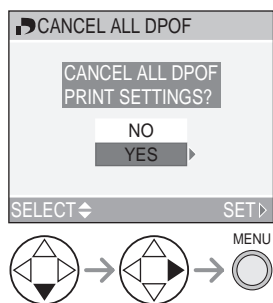 CANCEL ALL DPOF
CANCEL ALL DPOF
PRINT SETTINGS?
NO
YES
SELECT SET
MENU